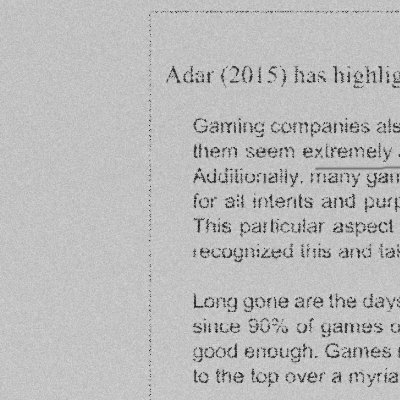 Adar (2015) has highlig
Gaming companies als
them seem extremely
Additionally, many gam
for all intents and purp
This particular aspect
recognized this and tak
Long gone are the days
since 90% of games o
good enough. Games
to the top over a myria